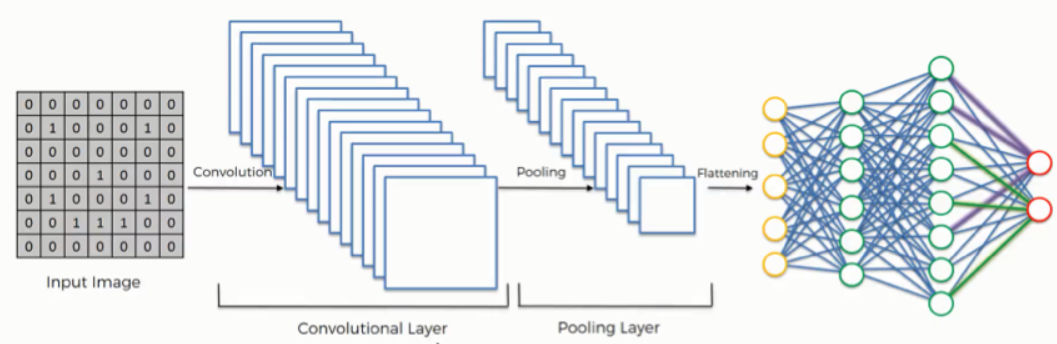 0 0 0 0 0 0 0
0 1 0 0 0 1 0
0 0 0 0 0 0 0
0 0 0 1 0 0 0
0 1 0 0 0 1 0
0 0 1 1 1 0 0
0 0 0 0 0 0 0
Input Image
Convolution
Convolutional Layer
Pooling
Pooling Layer
Flattening